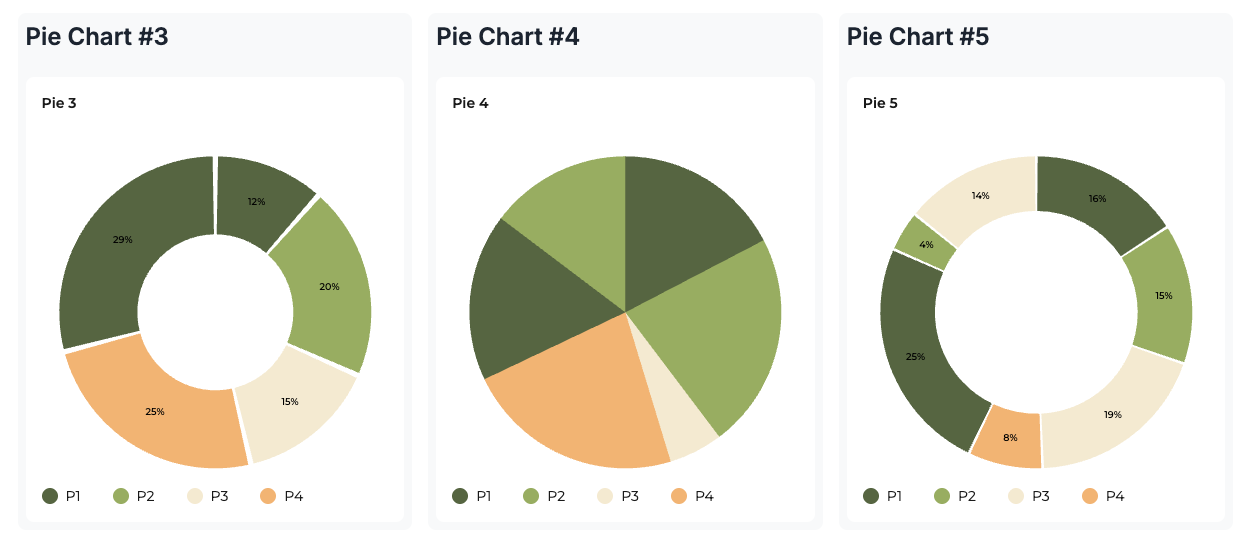 Pie Chart #3
Pie 3
12%
29%
20%
15%
25%
P1 P2 P3 P4
Pie Chart #4
Pie 4
P1 P2 P3 P4
Pie Chart #5
Pie 5
14%
16%
4%
15%
25%
19%
8%
P1 P2 P3 P4